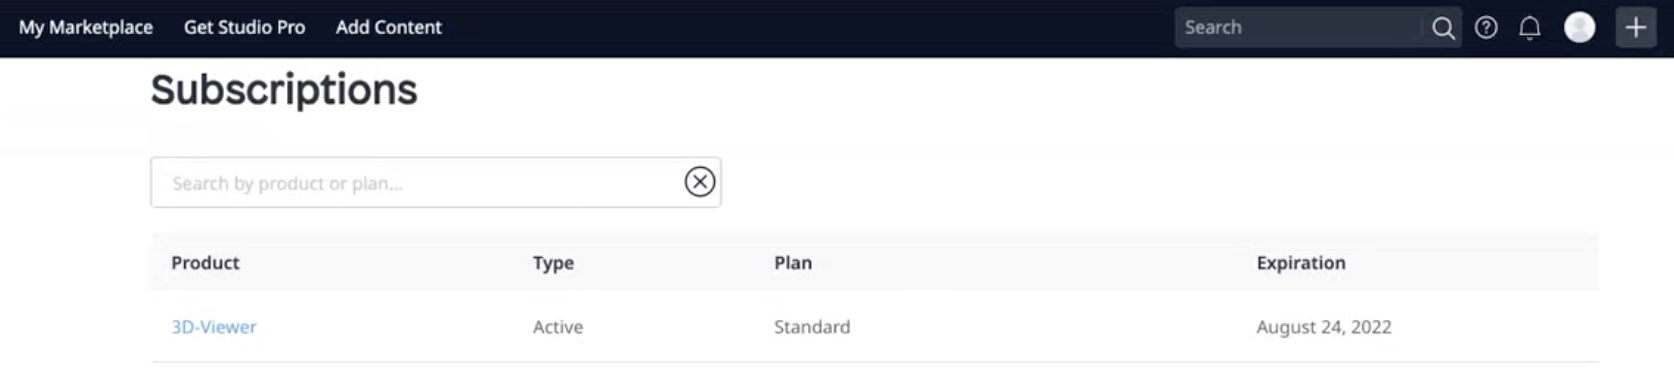 My Marketplace Get Studio Pro Add Content Search
Subscriptions
Search by product or plan...
Product Type Plan Expiration
3D-Viewer Active Standard August 24, 2022